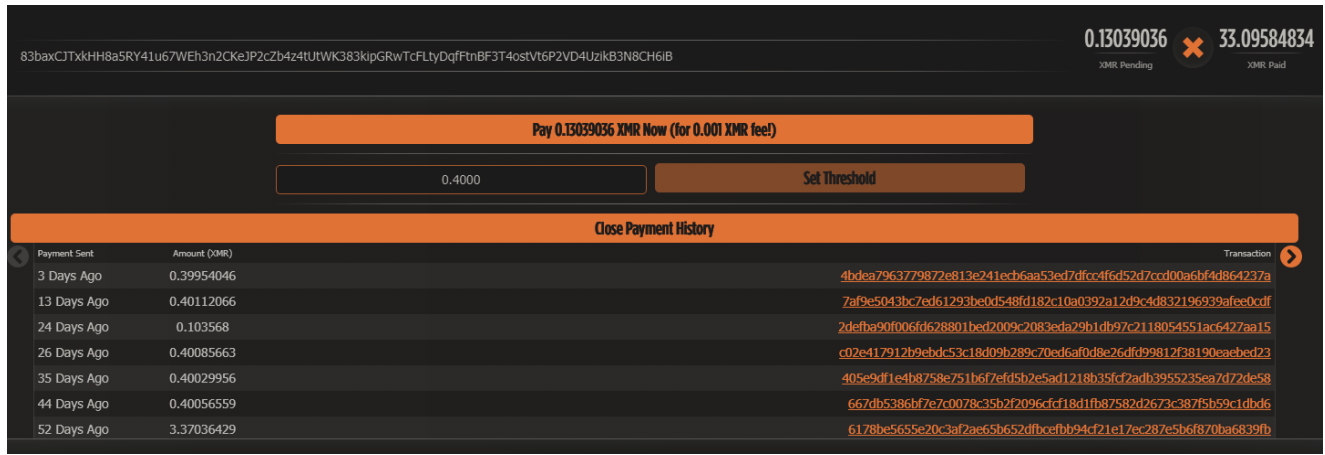 83baxCJTxkHH8a5RY41u67WEh3n2CKeJP2cZb4z4tUtWK383kipGRwTcFLtyDqfFtnBF3T4ostVt6P2VD4UzikB3N8CH6iB
0.13039036 33.09584834
XMR Pending XMR Paid
Pay 0.13039036 XMR Now (for 0.001 XMR fee!)
0.4000 Set Threshold
Close Payment History
Payment Sent Amount (XMR) Transaction
3 Days Ago 0.39954046 4bdea7963779872e813e241ecb6aa53ed7dfcc4f6d52d7ccd00a6bf4d864237a
13 Days Ago 0.40112066 7af9e5043bc7ed61293be0d548fd182c10a0392a12d9c4d832196939afee0cdf
24 Days Ago 0.103568 2defba90f006fd628801bed2009c2083eda29b1db97c2118054551ac6427aa15
26 Days Ago 0.40085663 c02e417912b9ebdc53c18d09b289c70ed6af0d8e26dfd99812f38190eaebed23
35 Days Ago 0.40029956 405e9df1e4b8758e751b6f7efd5b2e5ad1218b35fcf2adb3955235ea7d72de58
44 Days Ago 0.40056559 667db5386bf7e7c0078c35b2f2096cfcf18d1fb87582d2673c387f5b59c1dbd6
52 Days Ago 3.37036429 6178be5655e20c3af2ae65b652dfbcefbb94cf21e17ec287e5b6f870ba6839fb